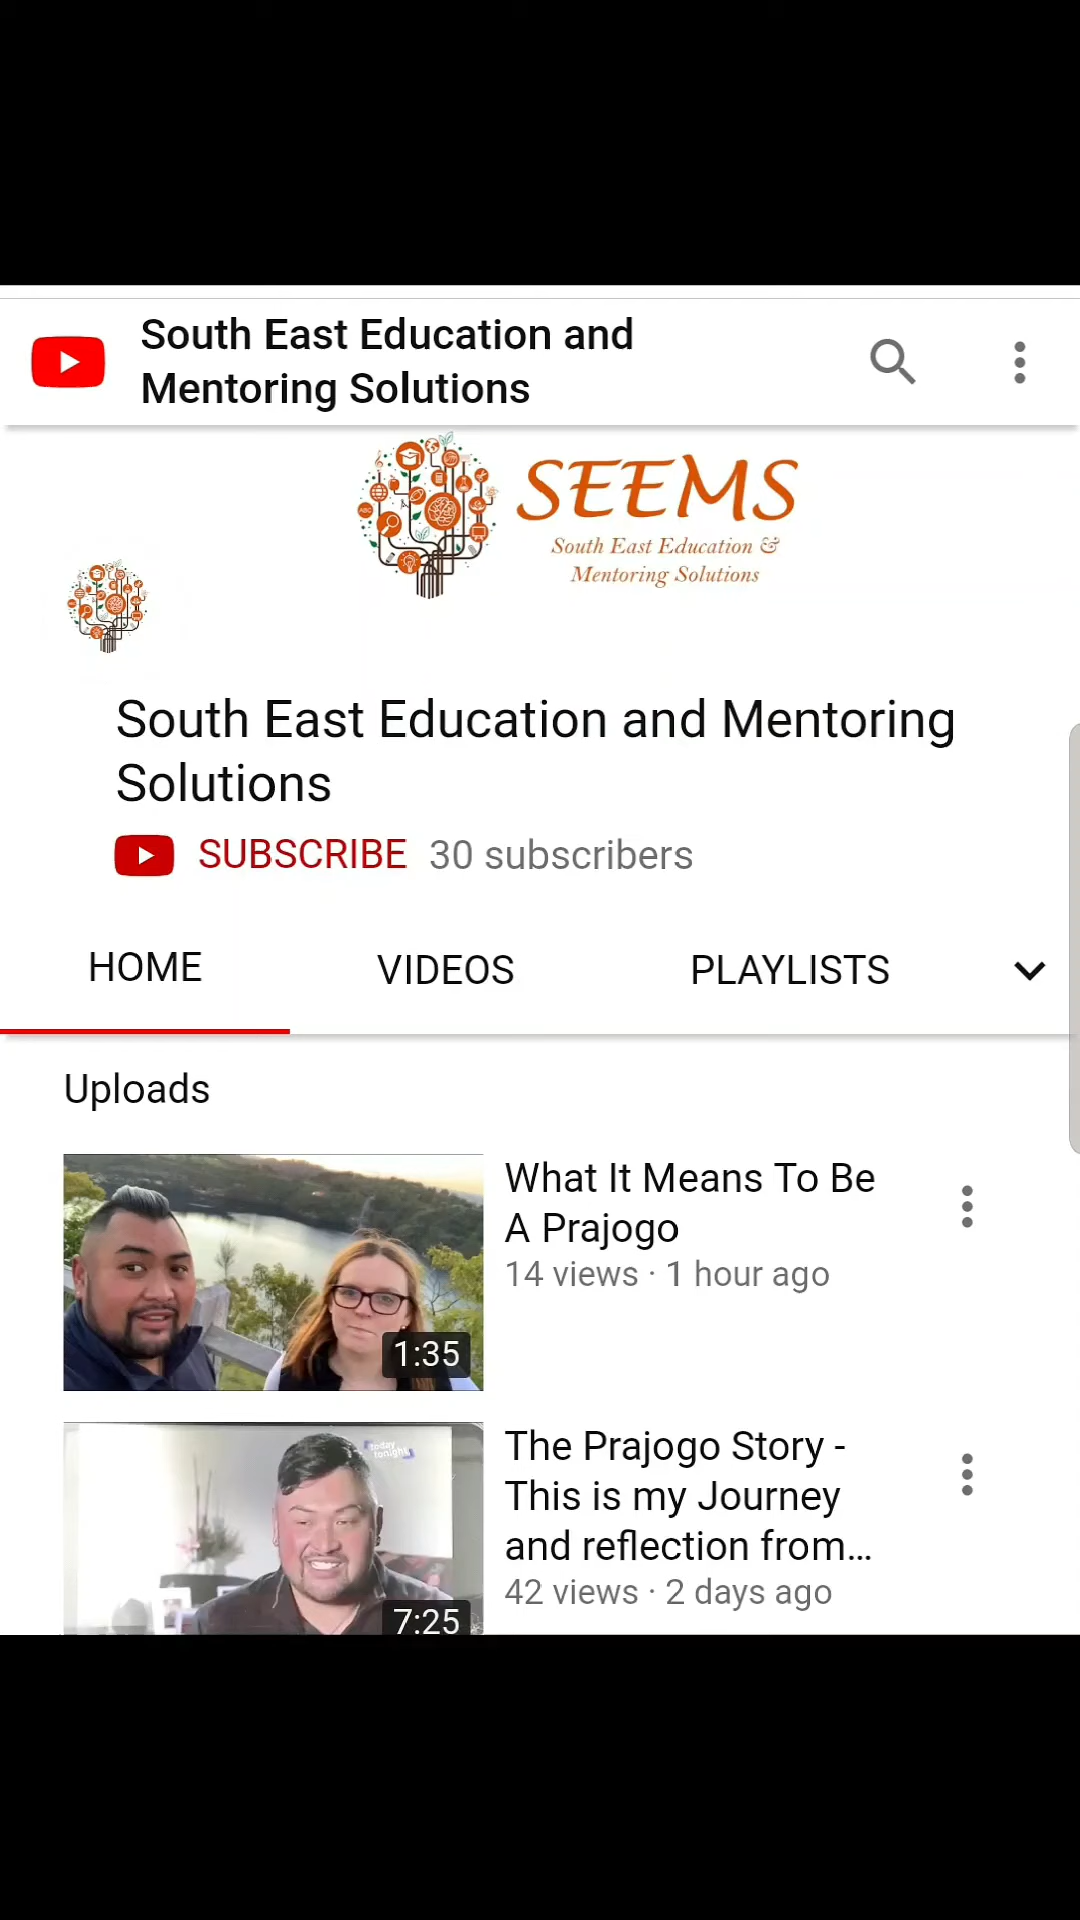 South East Education and
Mentoring Solutions
SEEMS
South East Education &
Mentoring Solutions
South East Education and Mentoring
Solutions
SUBSCRIBE 30 subscribers
HOME VIDEOS PLAYLISTS
Uploads
What It Means To Be
A Prajogo
14 views · 1 hour ago
1:35
today
tonight
The Prajogo Story -
This is my Journey
and reflection from...
42 views · 2 days ago
7:25